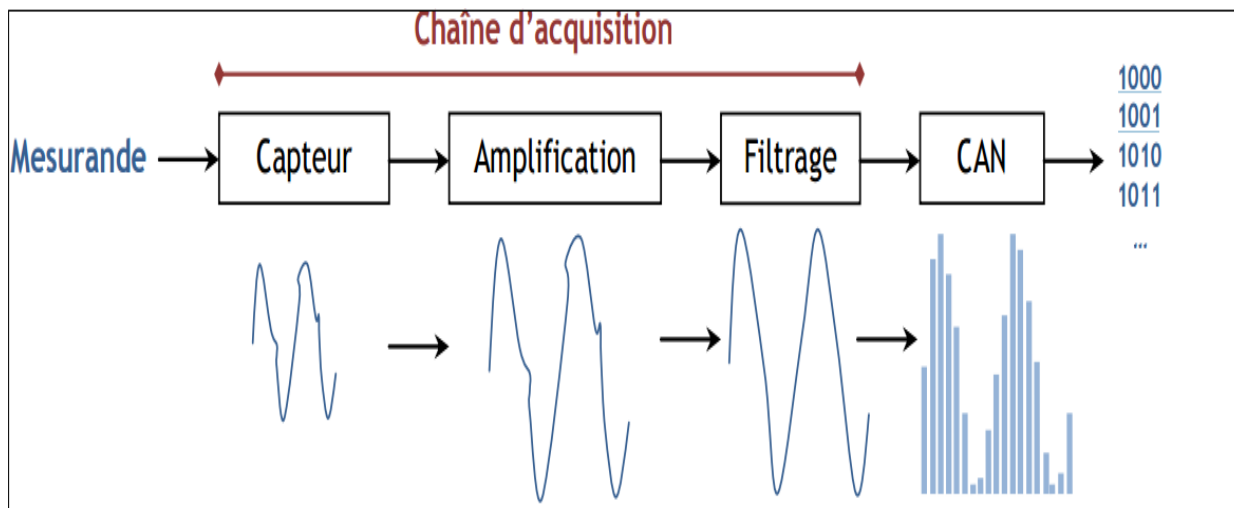 Chaîne d’acquisition
Mesurande
Capteur
Amplification
Filtrage
CAN
1000
1001
1010
1011
...